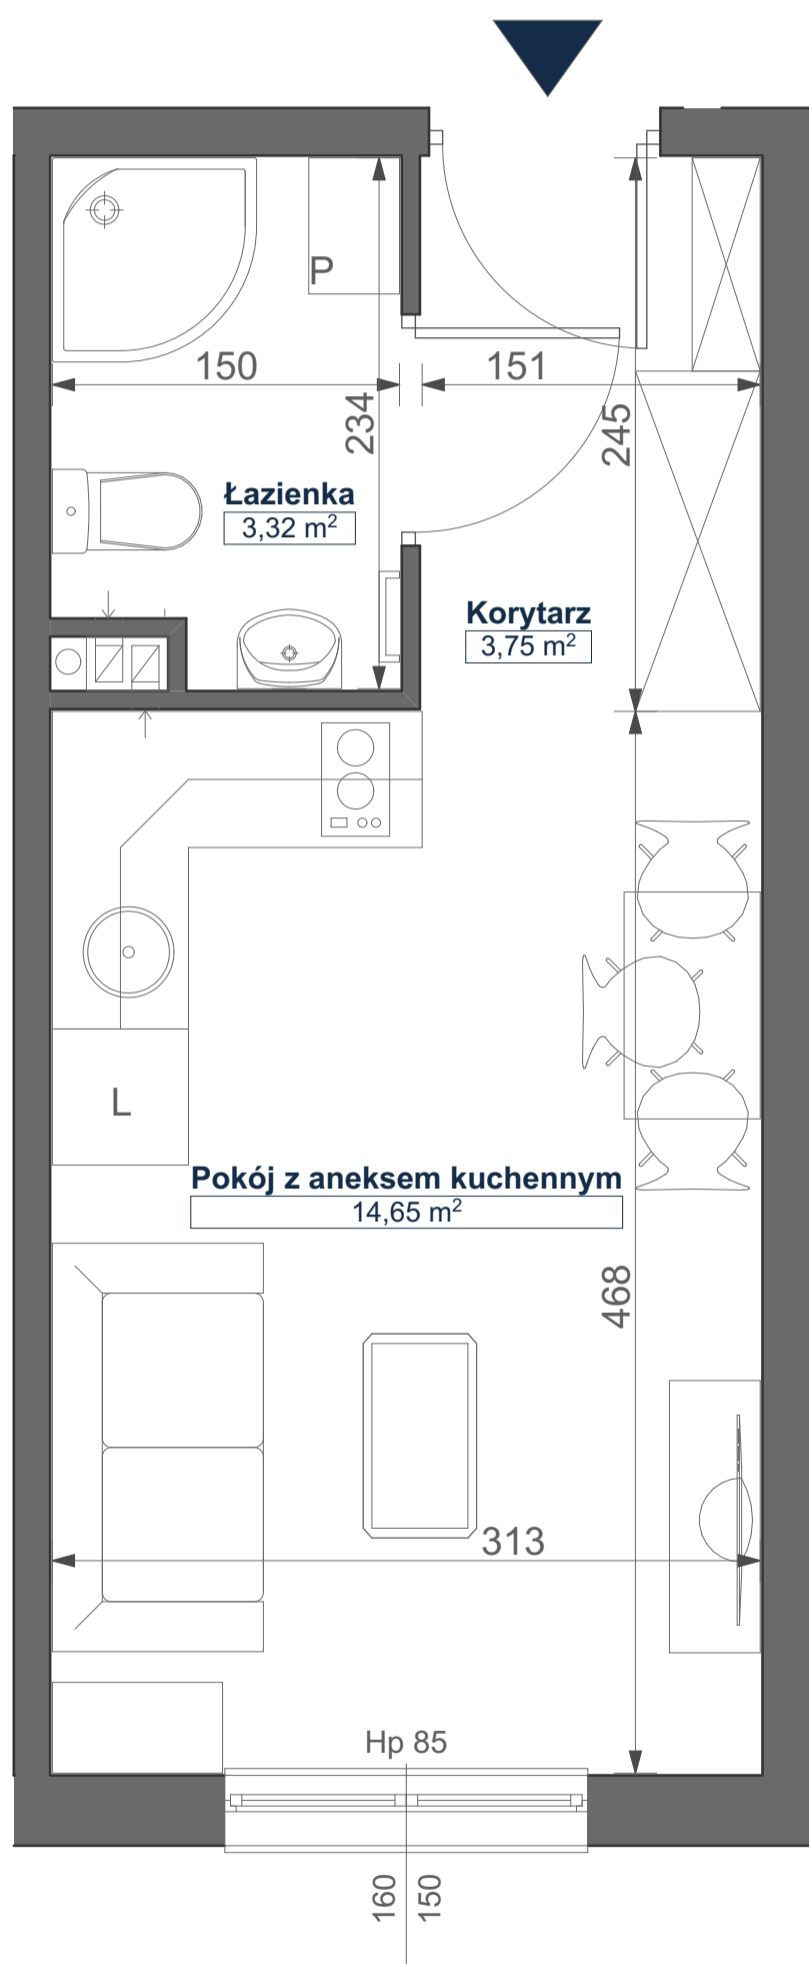 P
150
151
234
245
Łazienka
3,32 m²
Korytarz
3,75 m²
L
Pokój z aneksem kuchennym
14,65 m²
468
313
Hp 85
160
150